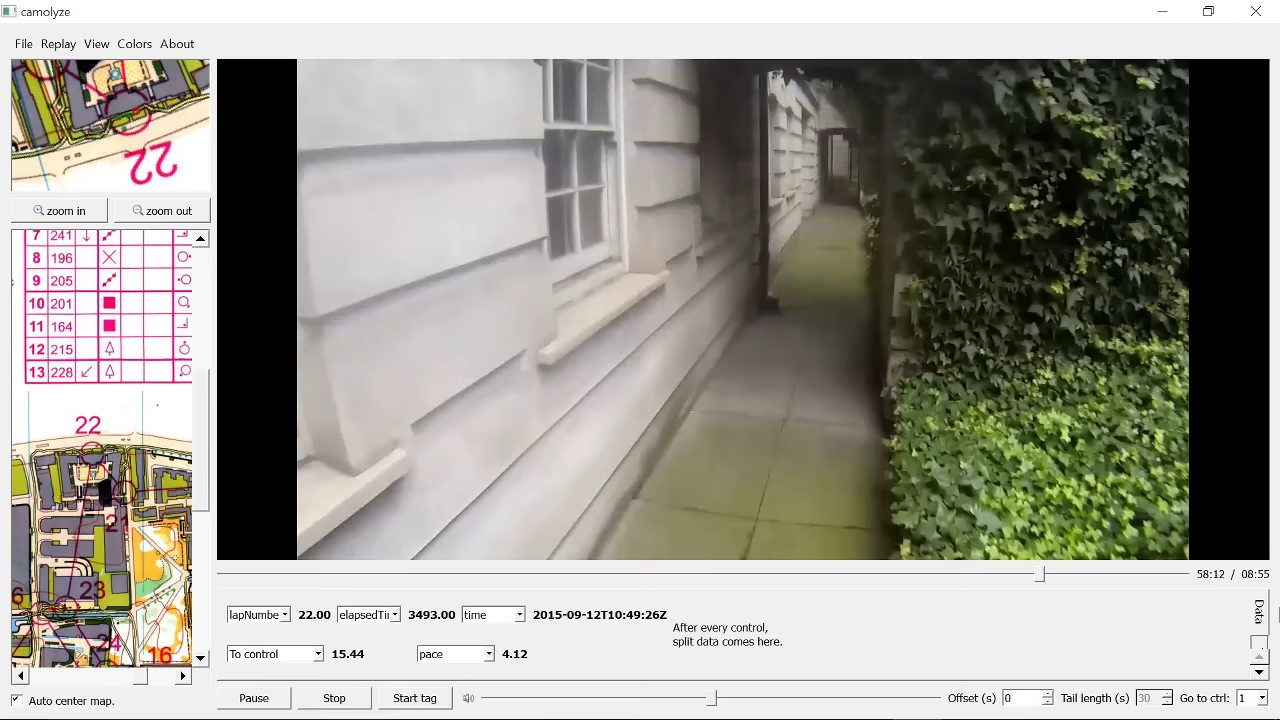 camolyze
File Replay View Colors About
22
zoom in
zoom out
7 241
8 196
9 205
10 201
11 164
12 215
13 228
22
21
23
24
16
58:12 / 08:55
lapNumbe 22.00 elapsedTi 3493.00 time 2015-09-12T10:49:26Z
After every control,
split data comes here.
To control 15.44 pace 4.12
Data
Auto center map.
Pause
Stop
Start tag
Offset (s) 0
Tail length (s) 30
Go to ctrl: 1